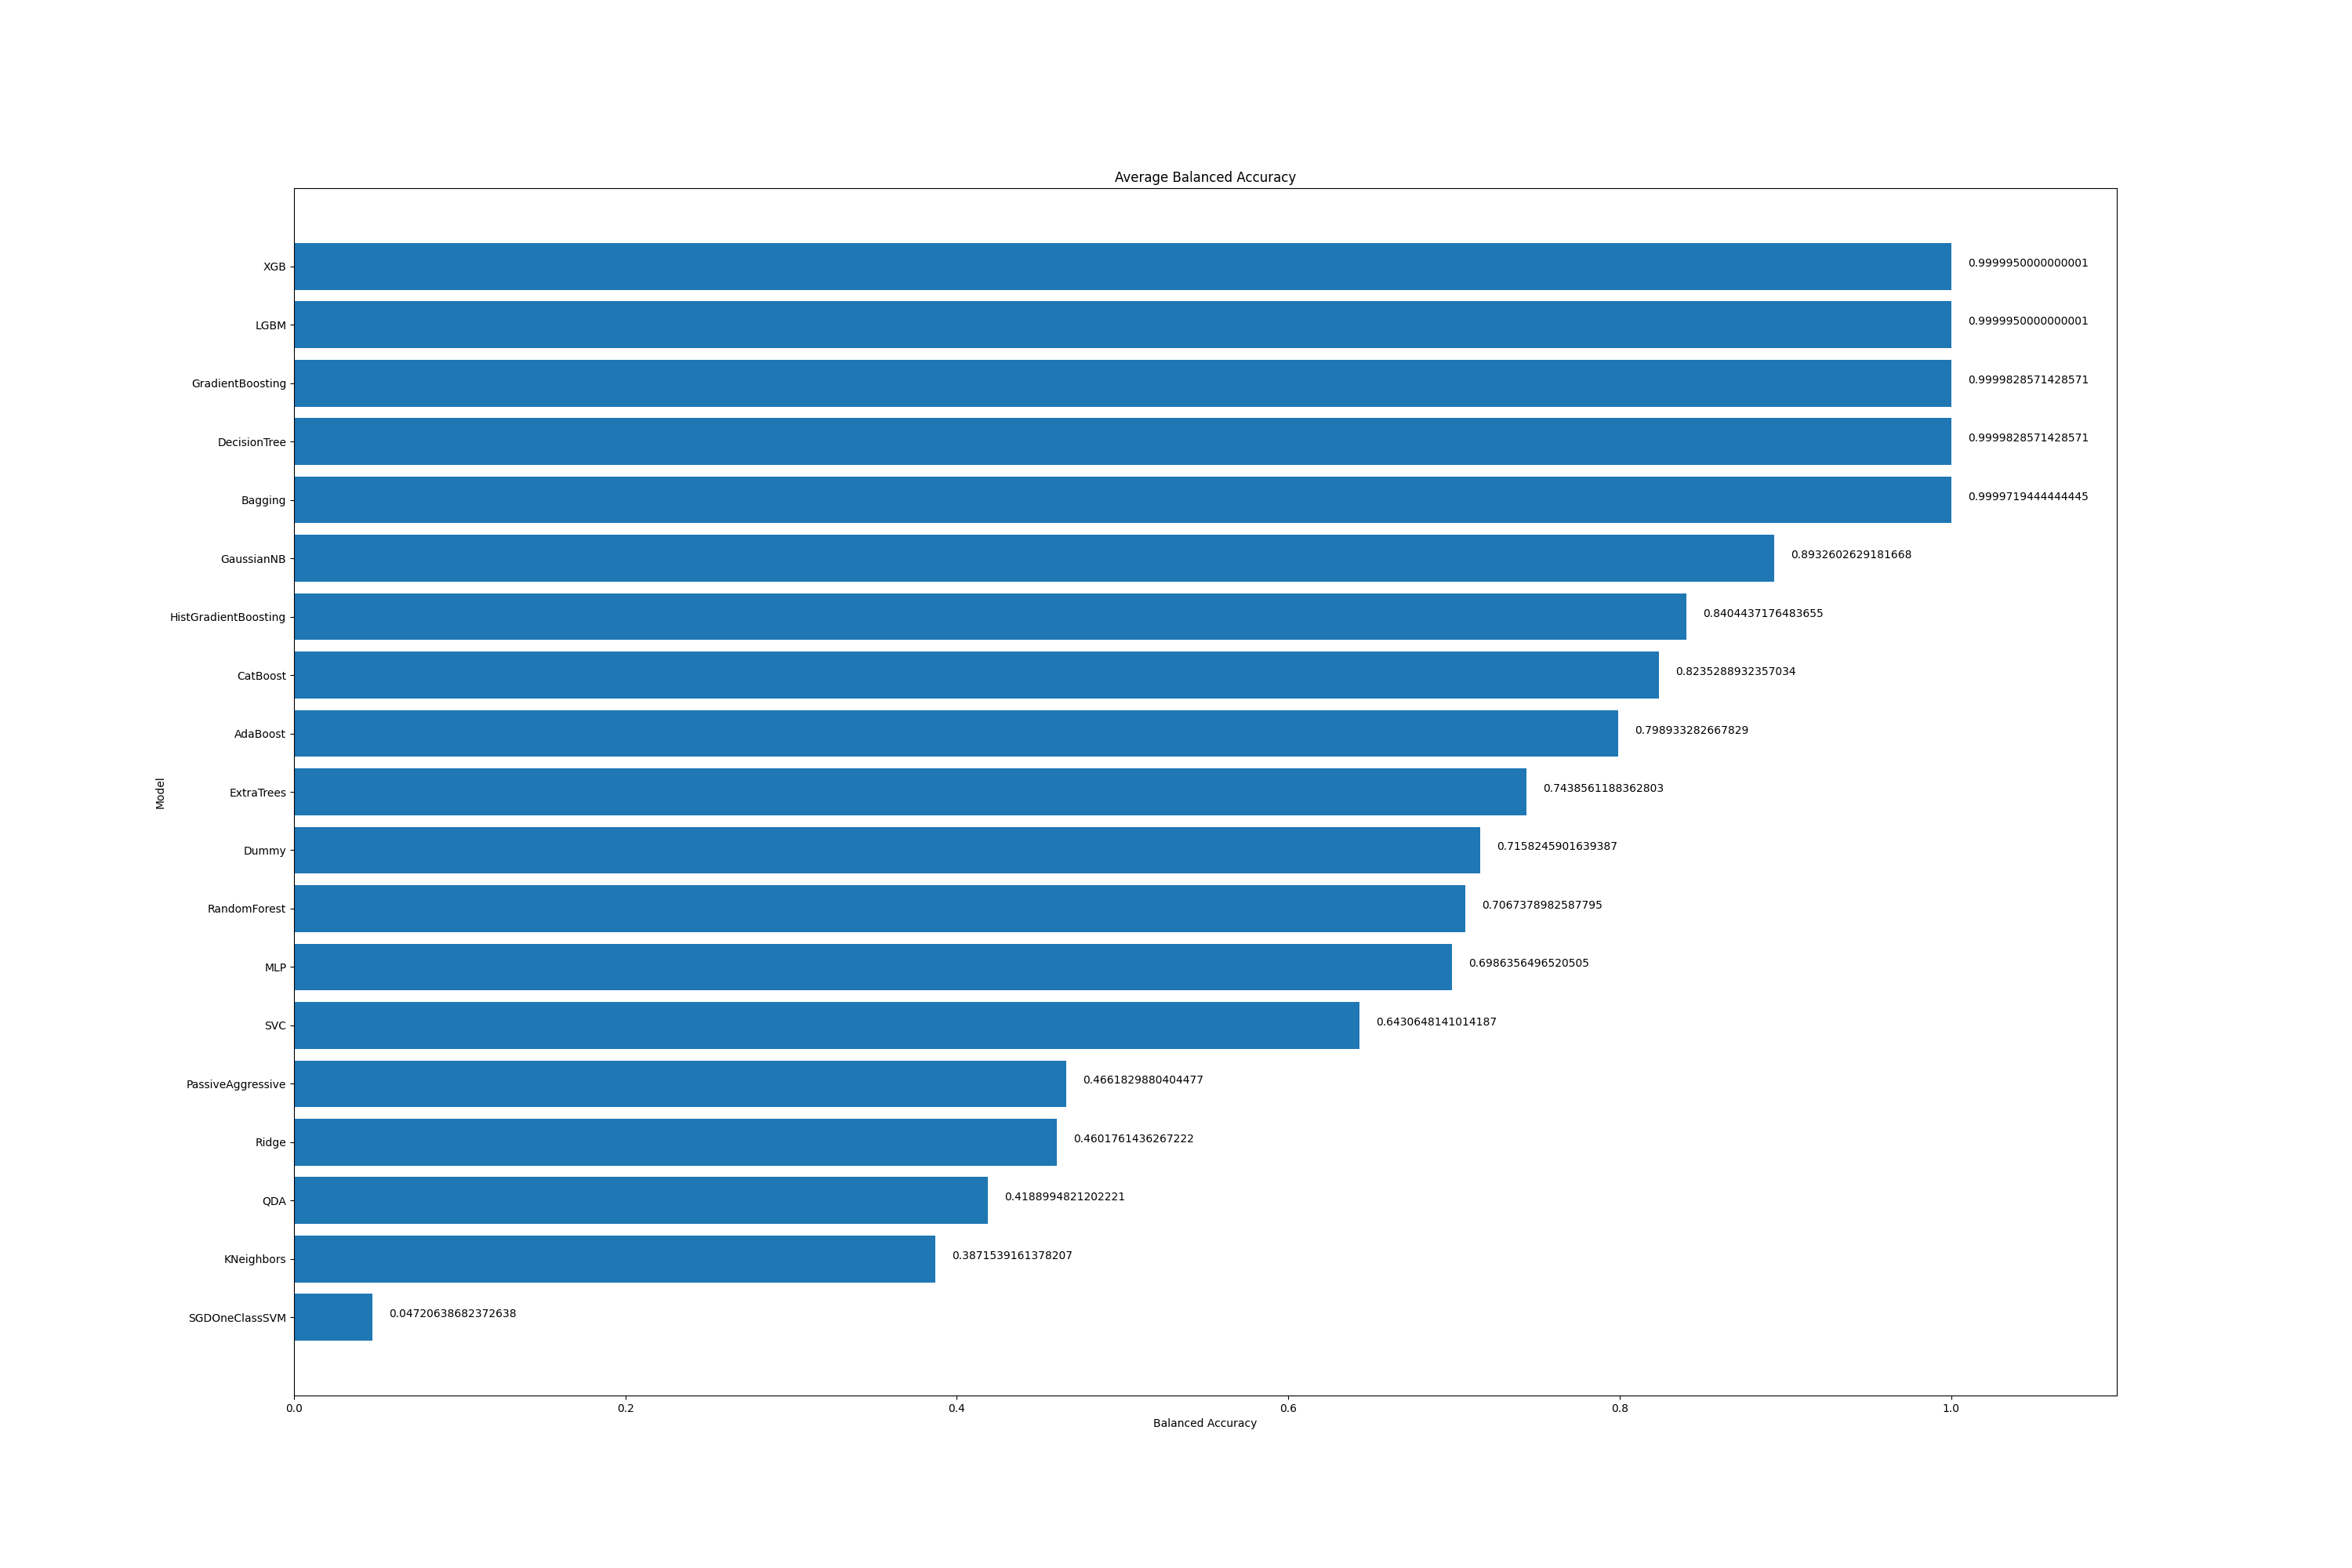 Average Balanced Accuracy
XGB 0.9999950000000001
LGBM 0.9999950000000001
GradientBoosting 0.9999828571428571
DecisionTree 0.9999828571428571
Bagging 0.9999719444444445
GaussianNB 0.8932602629181668
HistGradientBoosting 0.8404437176483655
CatBoost 0.8235288932357034
AdaBoost 0.798933282667829
ExtraTrees 0.7438561188362803
Dummy 0.7158245901639387
RandomForest 0.7067378982587795
MLP 0.6986356496520505
SVC 0.6430648141014187
PassiveAggressive 0.4661829880404477
Ridge 0.4601761436267222
QDA 0.4188994821202221
KNeighbors 0.3871539161378207
SGDOneClassSVM 0.04720638682372638
Model
0.0 0.2 0.4 0.6 0.8 1.0
Balanced Accuracy